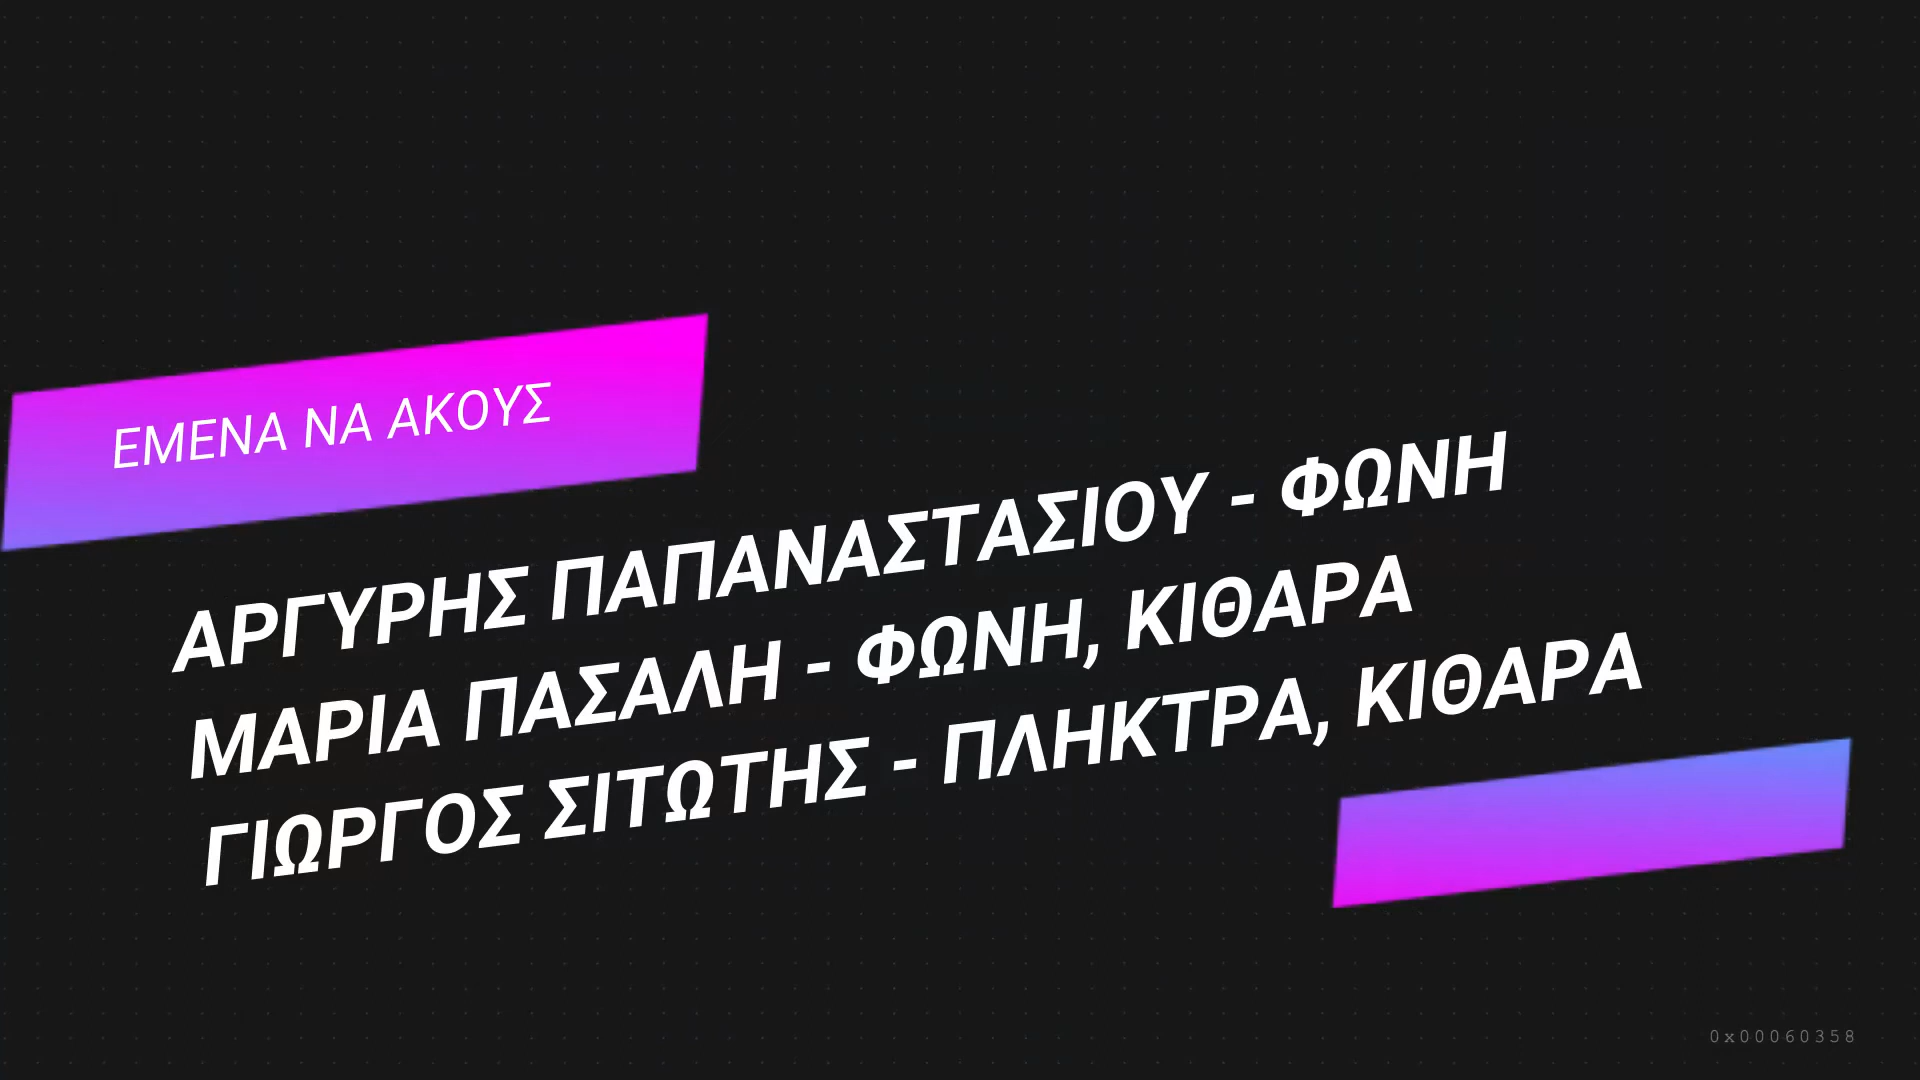 ΕΜΕΝΑ ΝΑ ΑΚΟΥΣ
ΑΡΓΥΡΗΣ ΠΑΠΑΝΑΣΤΑΣΙΟΥ - ΦΩΝΗ
ΜΑΡΙΑ ΠΑΣΑΛΗ - ΦΩΝΗ, ΚΙΘΑΡΑ
ΓΙΩΡΓΟΣ ΣΙΤΩΤΗΣ - ΠΛΗΚΤΡΑ, ΚΙΘΑΡΑ
0x00060358